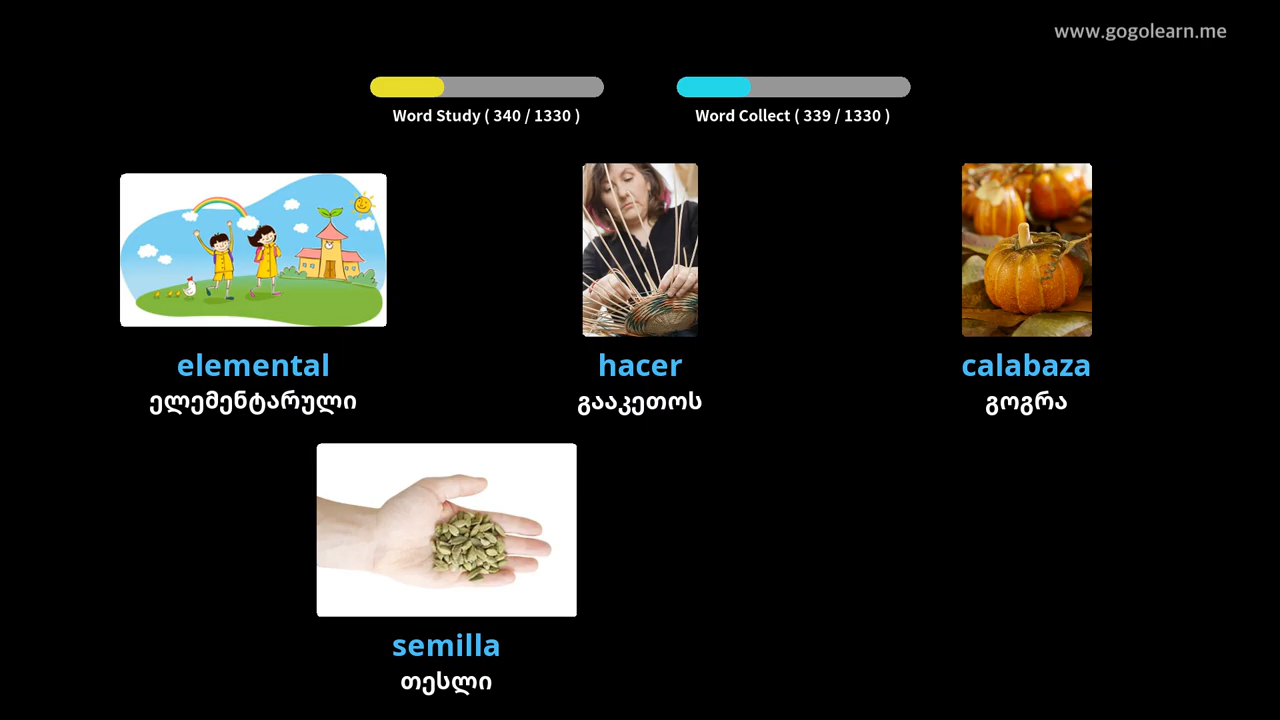 www.gogolearn.me
Word Study ( 340 / 1330 )
Word Collect ( 339 / 1330 )
elemental
ელემენტარული
hacer
გააკეთოს
calabaza
გოგრა
semilla
თესლი